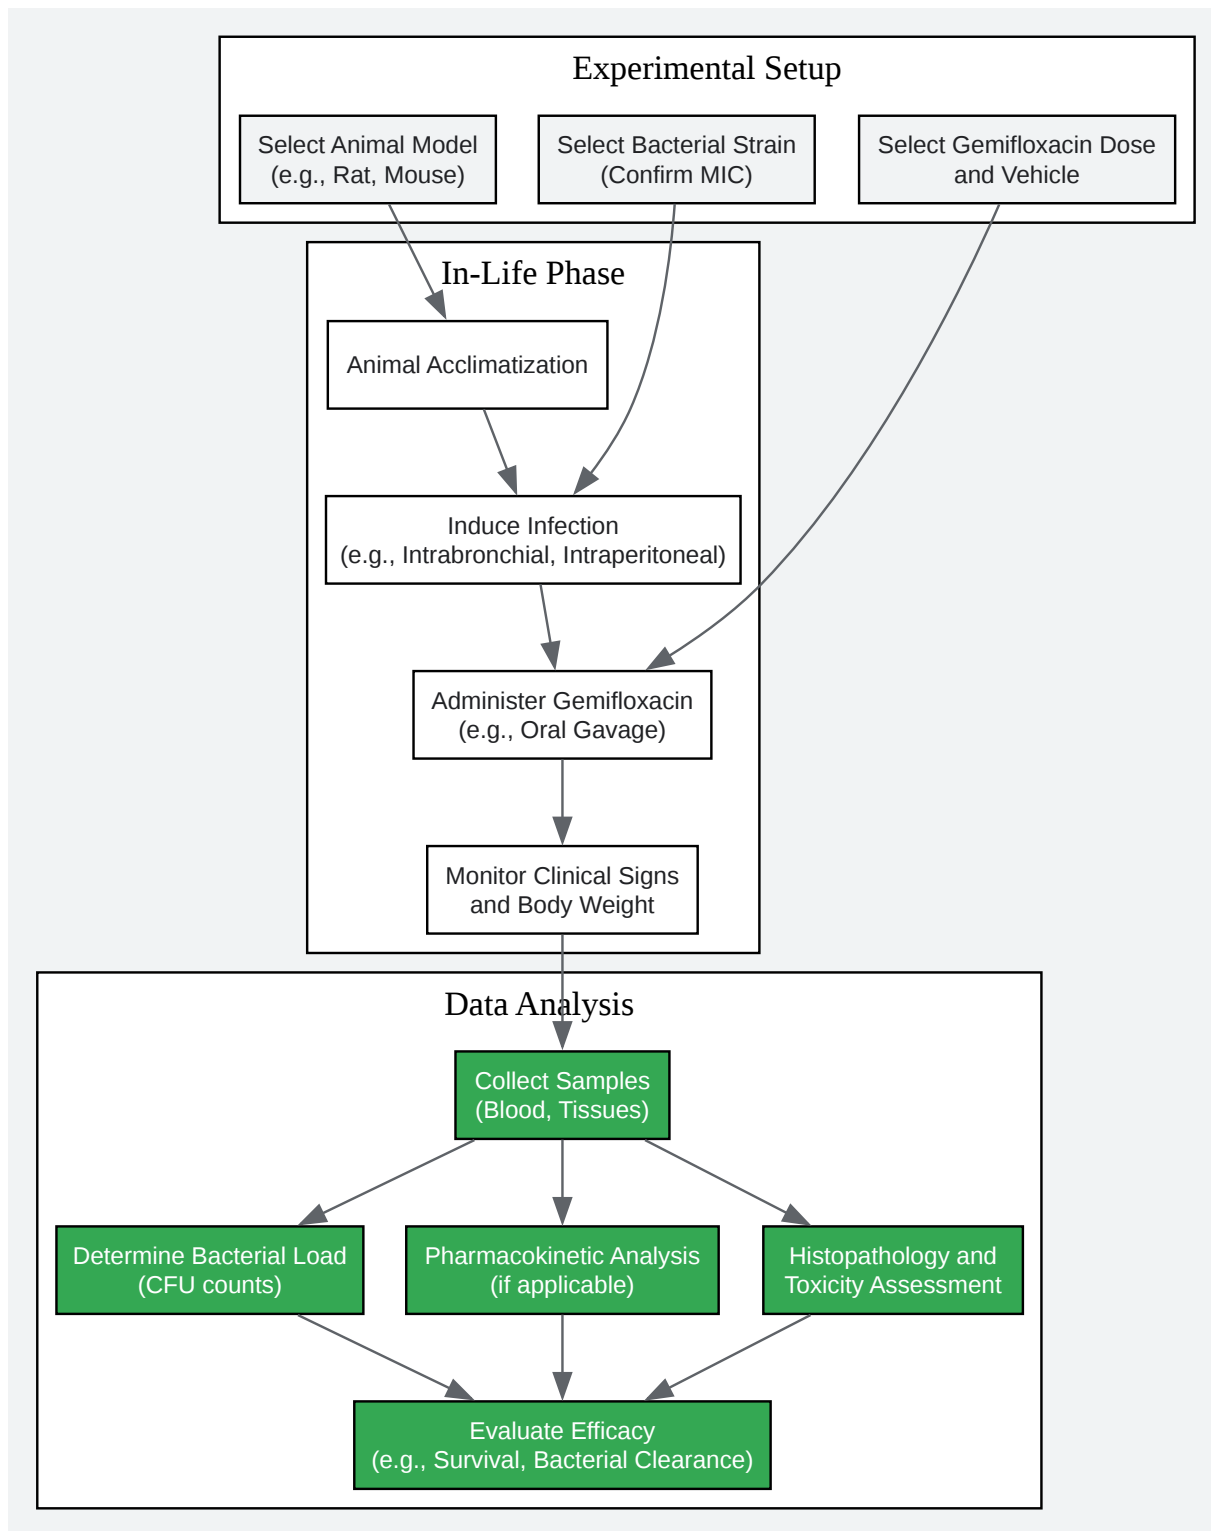 Experimental Setup
Select Animal Model
(e.g., Rat, Mouse)
Select Bacterial Strain
(Confirm MIC)
Select Gemifloxacin Dose
and Vehicle
In-Life Phase
Animal Acclimatization
Induce Infection
(e.g., Intrabronchial, Intraperitoneal)
Administer Gemifloxacin
(e.g., Oral Gavage)
Monitor Clinical Signs
and Body Weight
Data Analysis
Collect Samples
(Blood, Tissues)
Determine Bacterial Load
(CFU counts)
Pharmacokinetic Analysis
(if applicable)
Histopathology and
Toxicity Assessment
Evaluate Efficacy
(e.g., Survival, Bacterial Clearance)